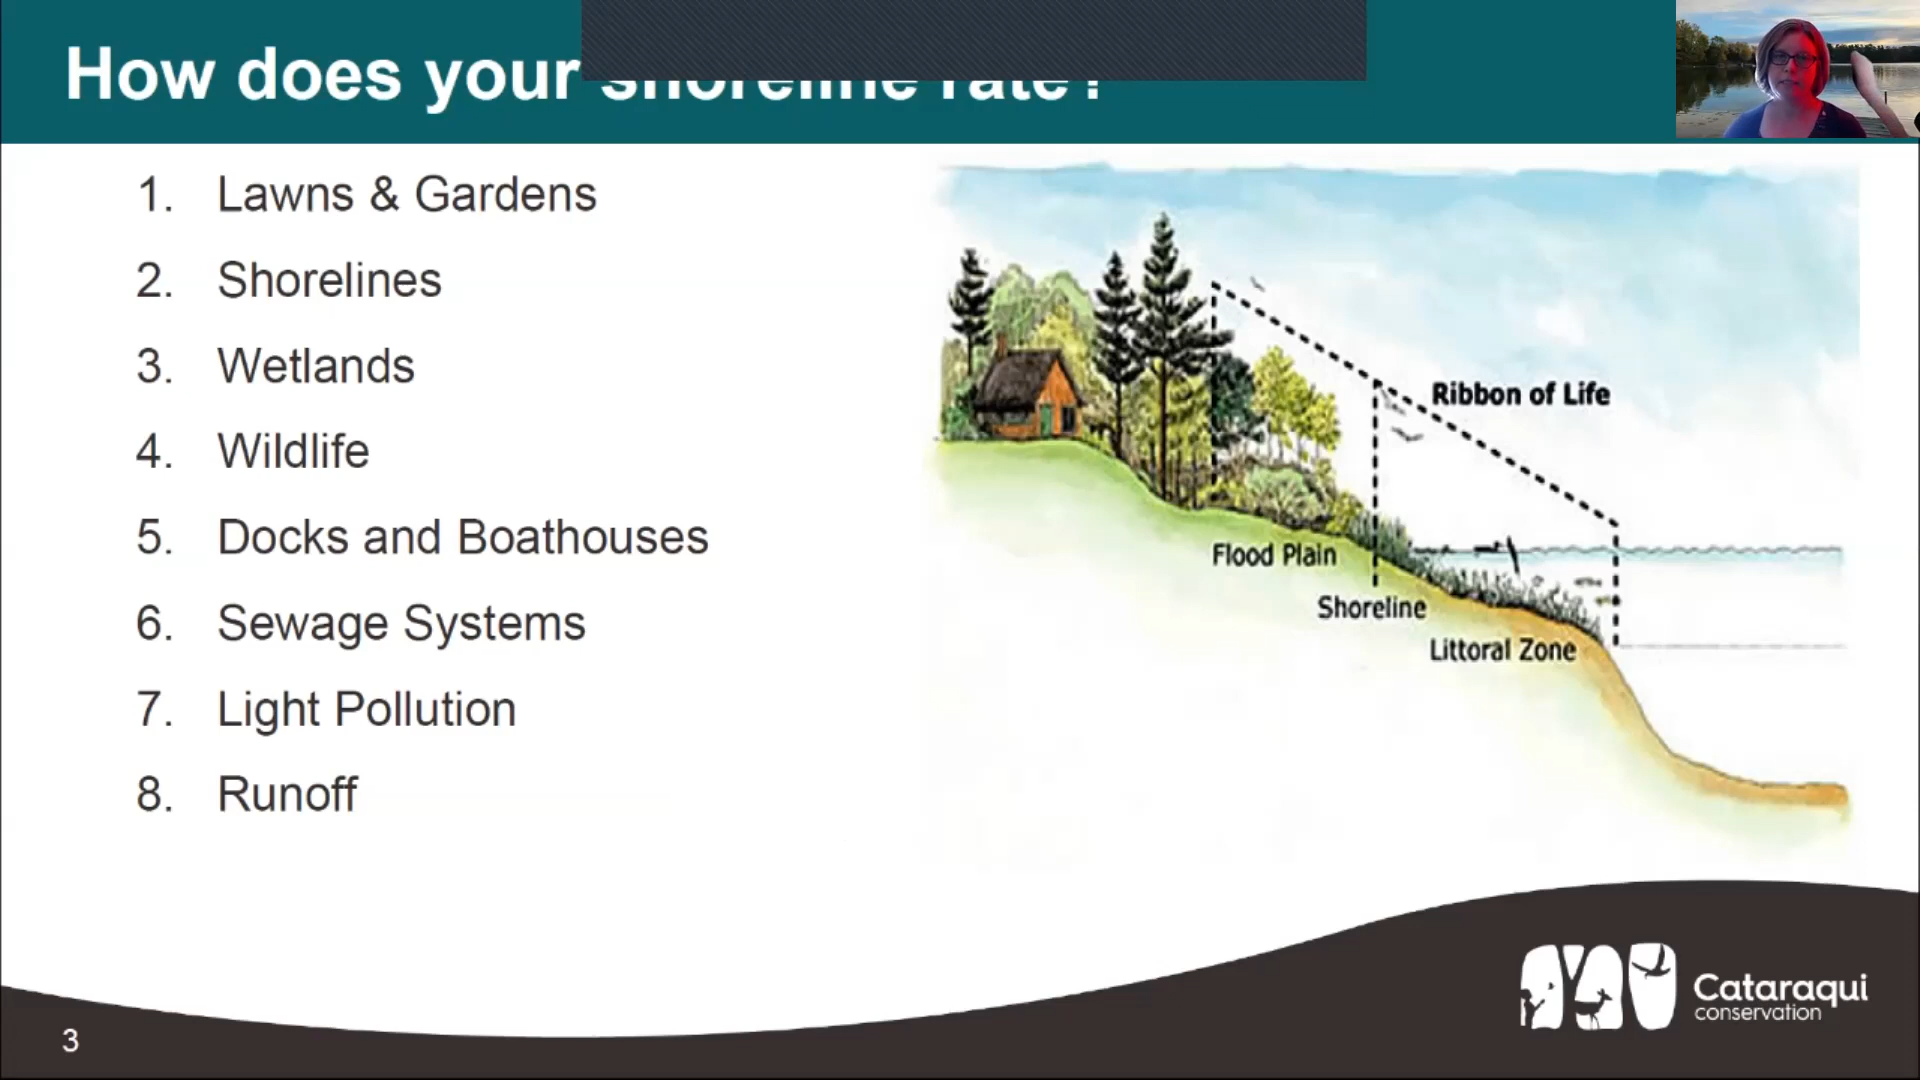 How does your shoreline rate?
1. Lawns & Gardens
2. Shorelines
3. Wetlands
4. Wildlife
5. Docks and Boathouses
6. Sewage Systems
7. Light Pollution
8. Runoff
Ribbon of Life
Flood Plain
Shoreline
Littoral Zone
Cataraqui
conservation
3